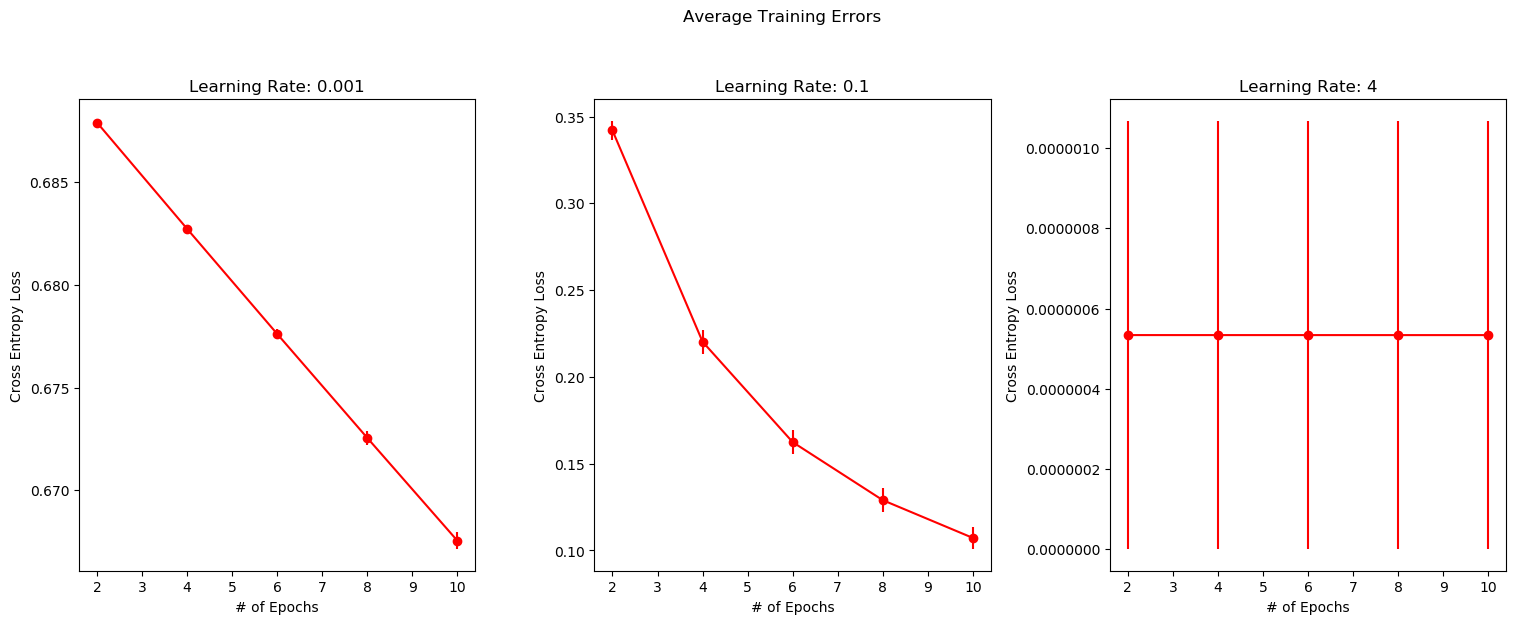 Average Training Errors
Learning Rate: 0.001
Cross Entropy Loss
0.685
0.680
0.675
0.670
2 3 4 5 6 7 8 9 10
# of Epochs
Learning Rate: 0.1
Cross Entropy Loss
0.35
0.30
0.25
0.20
0.15
0.10
2 3 4 5 6 7 8 9 10
# of Epochs
Learning Rate: 4
Cross Entropy Loss
0.0000010
0.0000008
0.0000006
0.0000004
0.0000002
0.0000000
2 3 4 5 6 7 8 9 10
# of Epochs